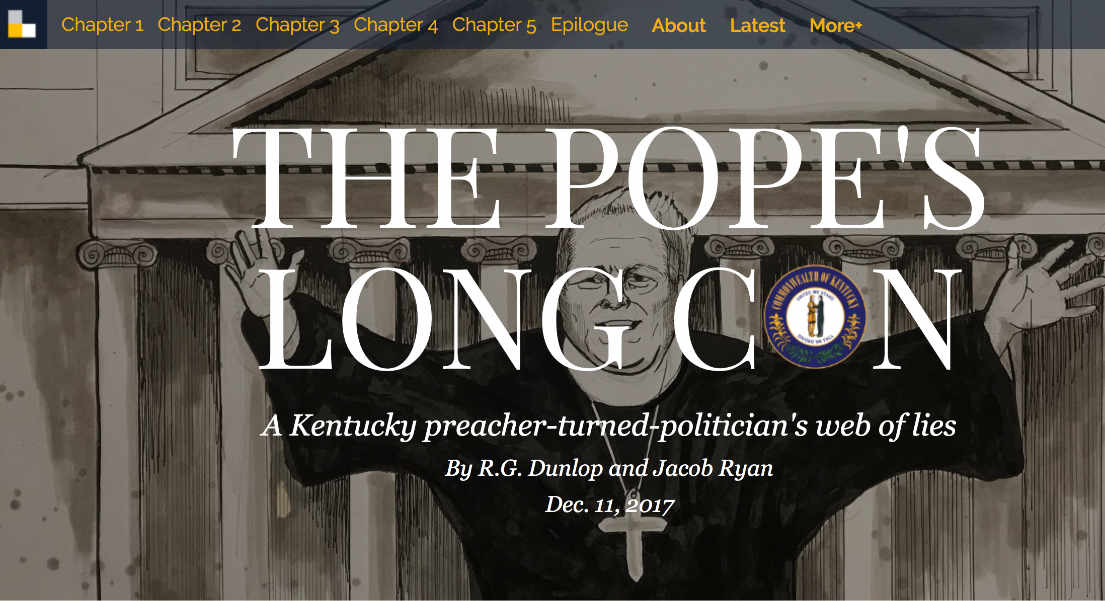 Chapter 1 Chapter 2 Chapter 3 Chapter 4 Chapter 5 Epilogue About Latest More+
THE POPE'S
LONG C N
COMMONWEALTH OF KENTUCKY
UNITED WE STAND
DIVIDED WE FALL
A Kentucky preacher-turned-politician's web of lies
By R.G. Dunlop and Jacob Ryan
Dec. 11, 2017